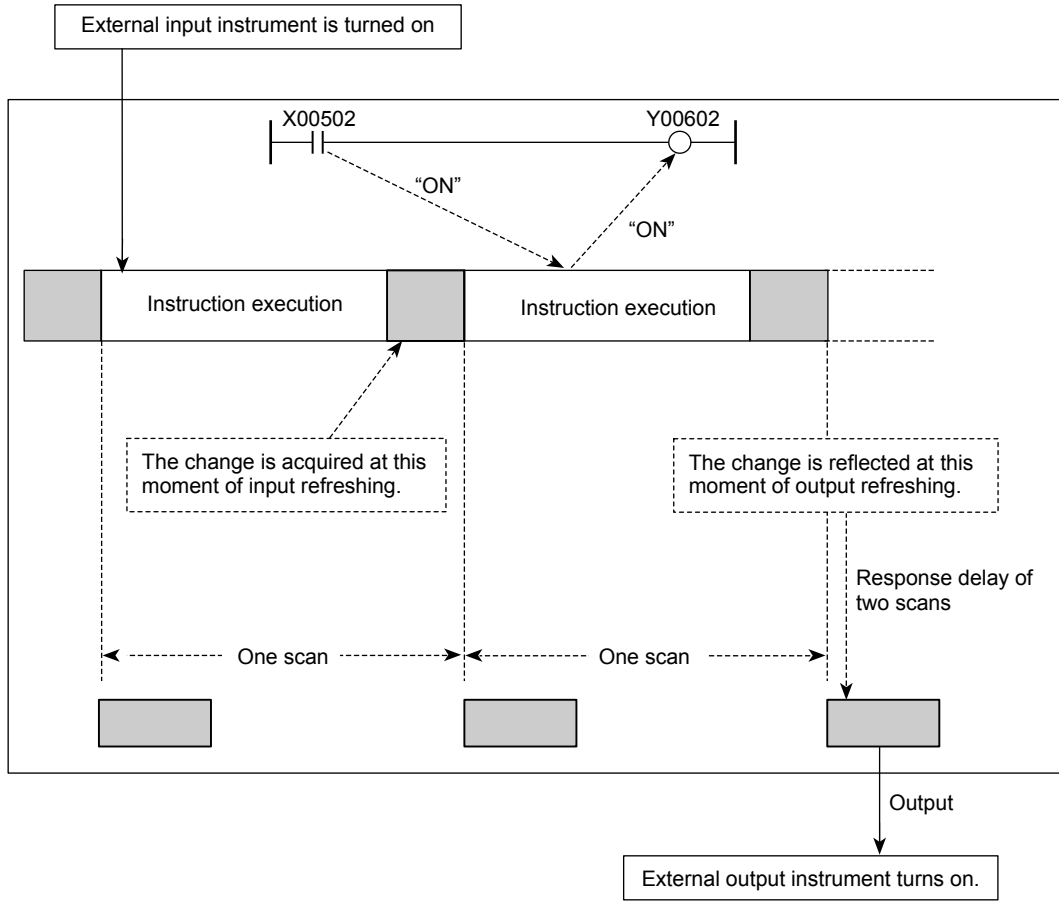 External input instrument is turned on
X00502
Y00602
“ON”
“ON”
Instruction execution
Instruction execution
The change is acquired at this
moment of input refreshing.
The change is reflected at this
moment of output refreshing.
Response delay of
two scans
One scan
One scan
Output
External output instrument turns on.